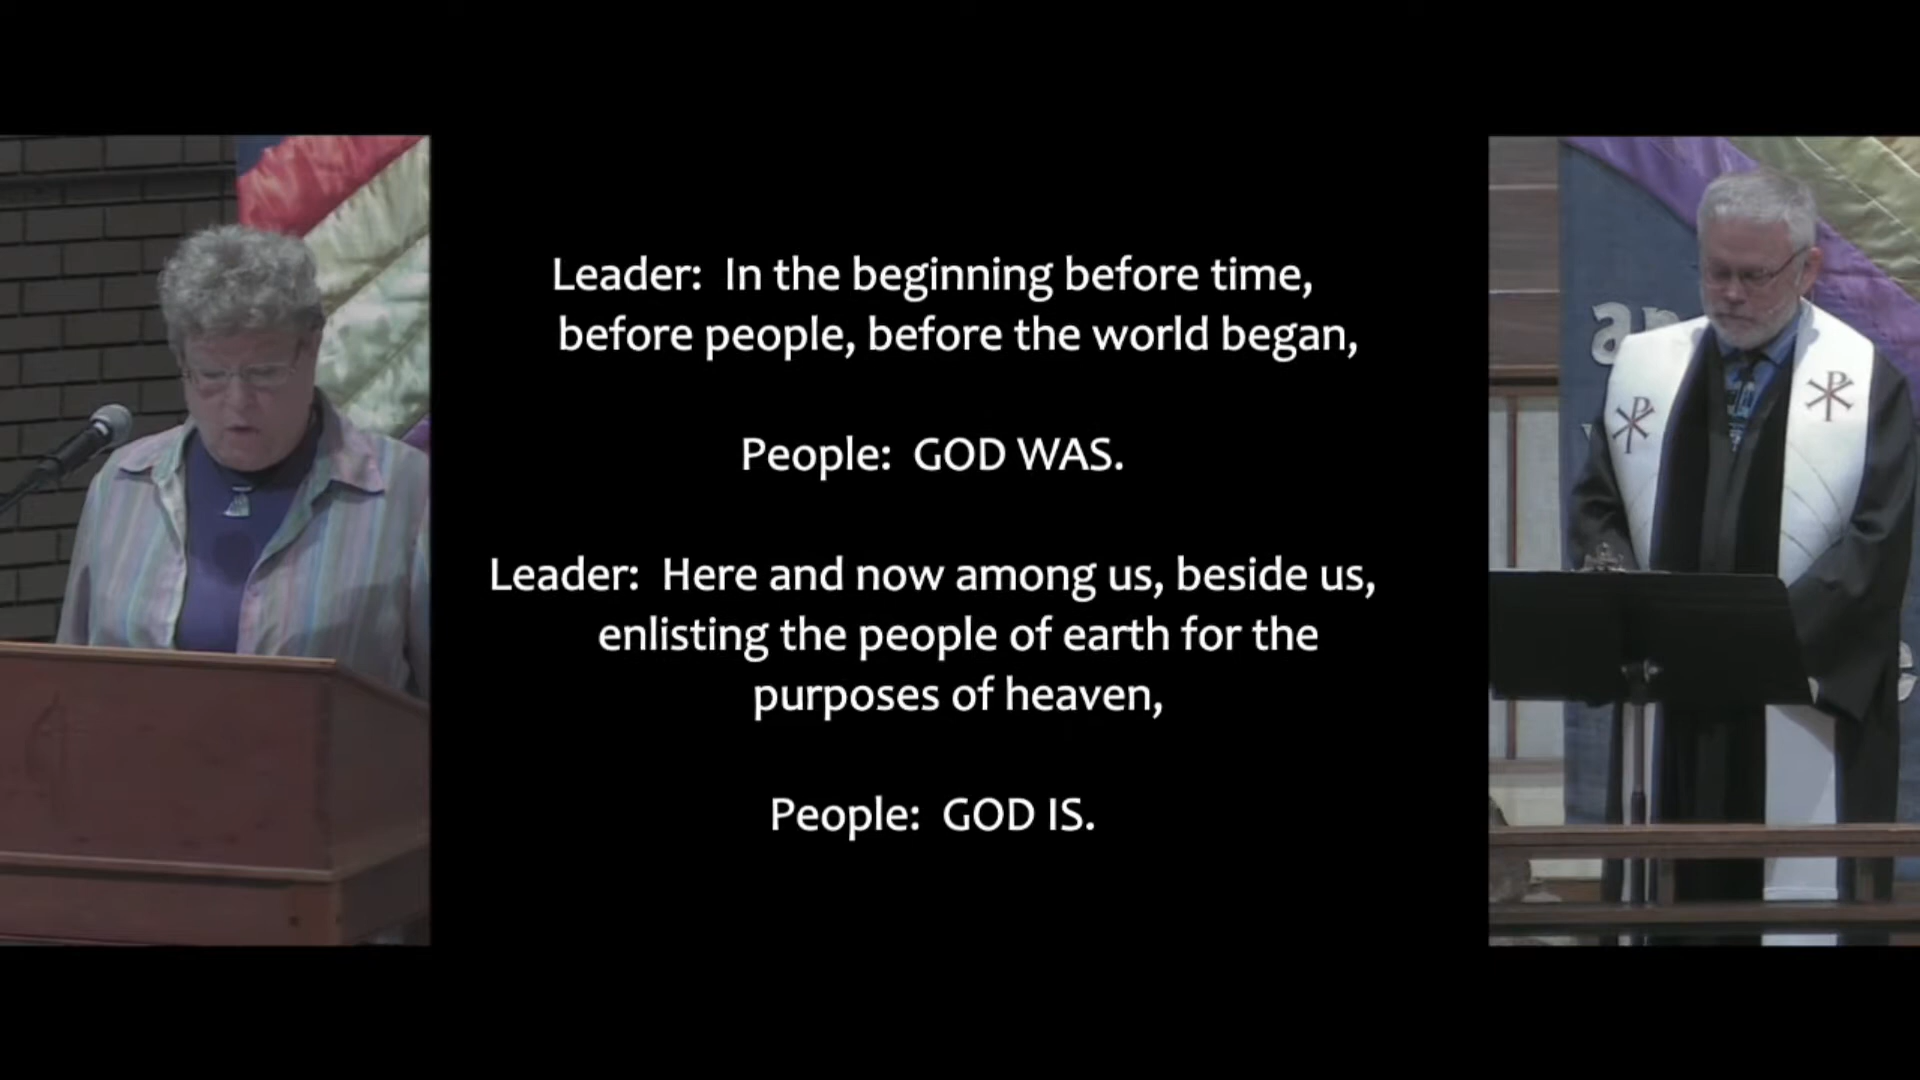 Leader: In the beginning before time,
before people, before the world began,
People: GOD WAS.
Leader: Here and now among us, beside us,
enlisting the people of earth for the
purposes of heaven,
People: GOD IS.